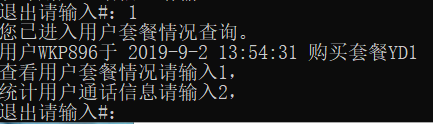 退出请输入#：1
您已进入用户套餐情况查询。
用户WKP896于 2019-9-2 13:54:31 购买套餐YD1
查看用户套餐情况请输入1，
统计用户通话信息请输入2，
退出请输入#：